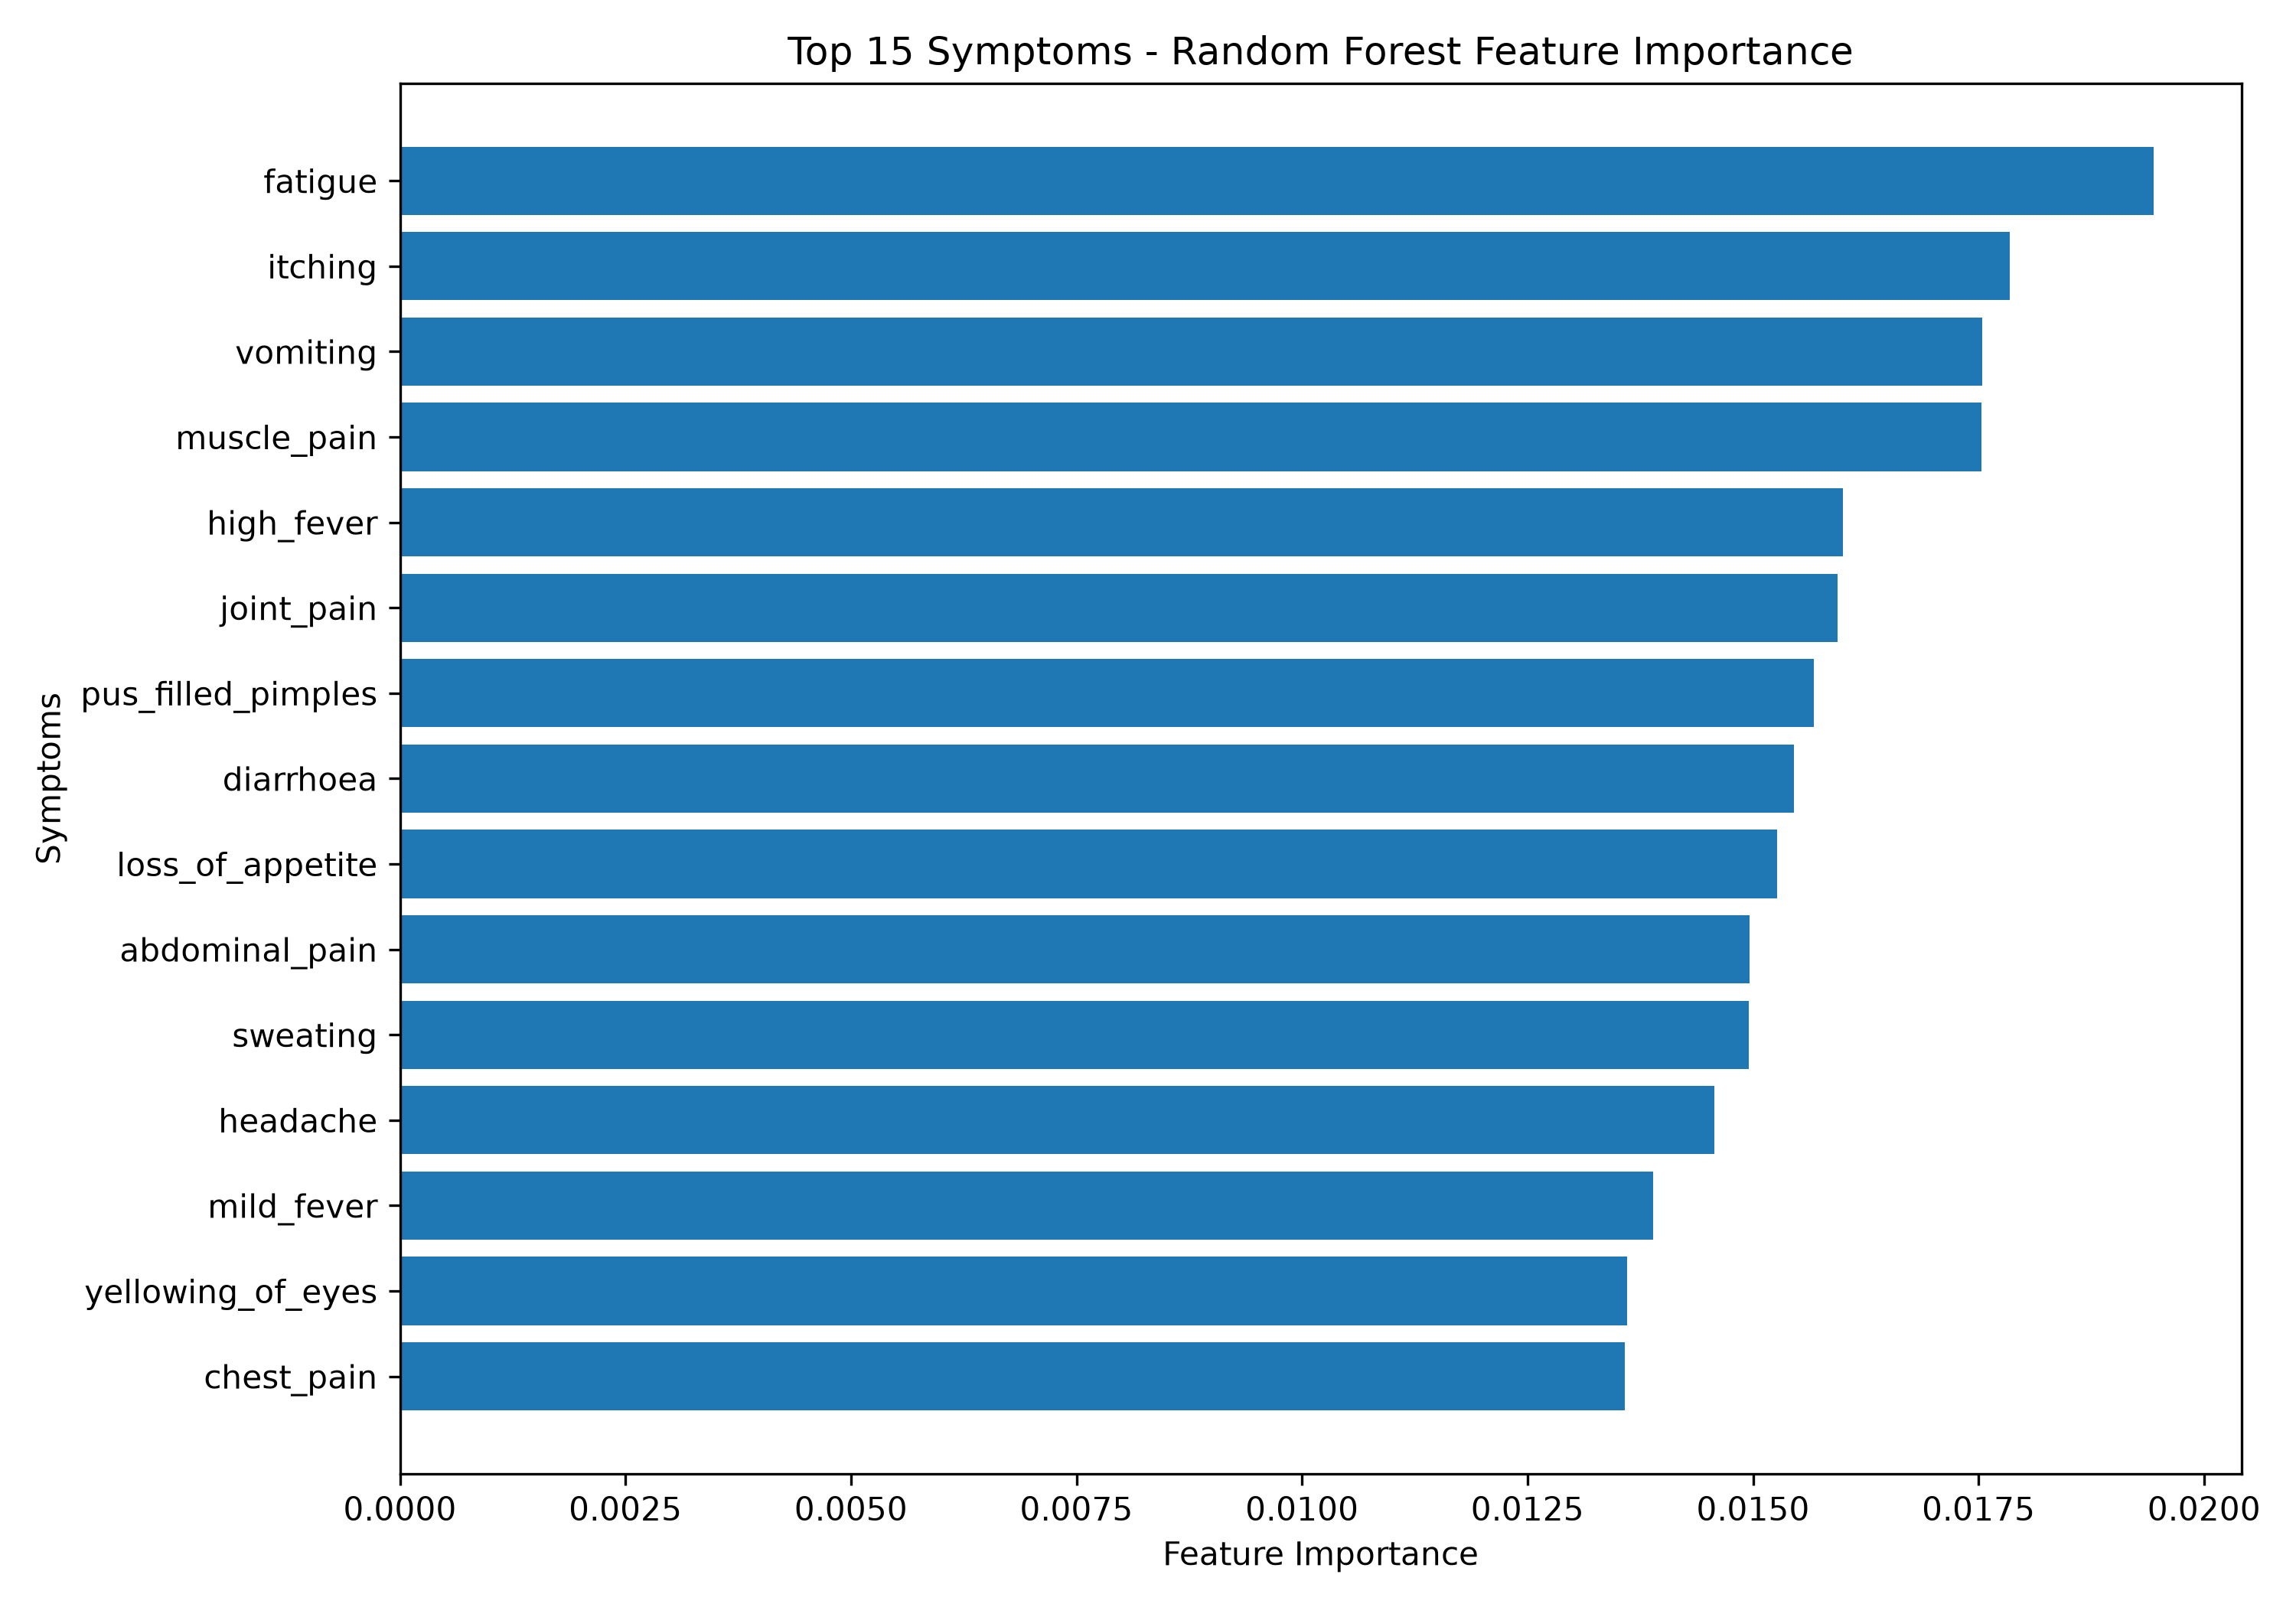 Top 15 Symptoms - Random Forest Feature Importance
fatigue
itching
vomiting
muscle_pain
high_fever
joint_pain
pus_filled_pimples
diarrhoea
loss_of_appetite
abdominal_pain
sweating
headache
mild_fever
yellowing_of_eyes
chest_pain
Symptoms
0.0000 0.0025 0.0050 0.0075 0.0100 0.0125 0.0150 0.0175 0.0200
Feature Importance